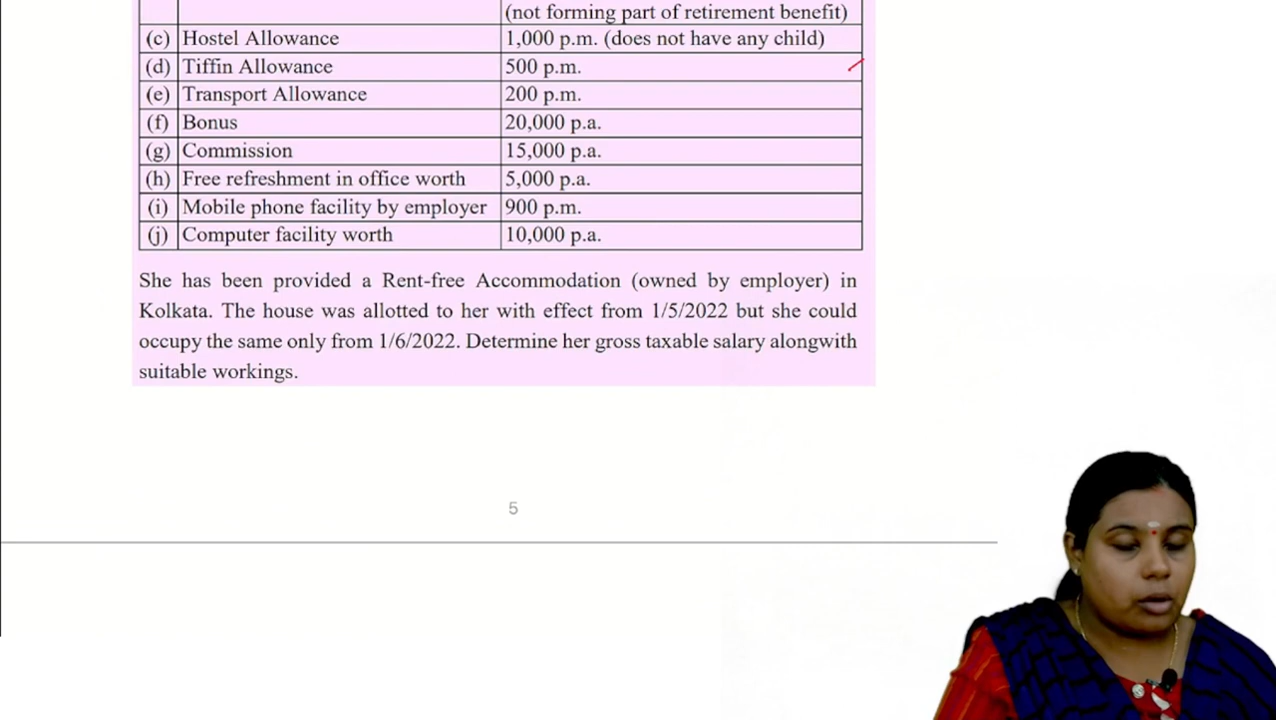 (not forming part of retirement benefit)
(c) Hostel Allowance 1,000 p.m. (does not have any child)
(d) Tiffin Allowance 500 p.m.
(e) Transport Allowance 200 p.m.
(f) Bonus 20,000 p.a.
(g) Commission 15,000 p.a.
(h) Free refreshment in office worth 5,000 p.a.
(i) Mobile phone facility by employer 900 p.m.
(j) Computer facility worth 10,000 p.a.
She has been provided a Rent-free Accommodation (owned by employer) in
Kolkata. The house was allotted to her with effect from 1/5/2022 but she could
occupy the same only from 1/6/2022. Determine her gross taxable salary alongwith
suitable workings.
5